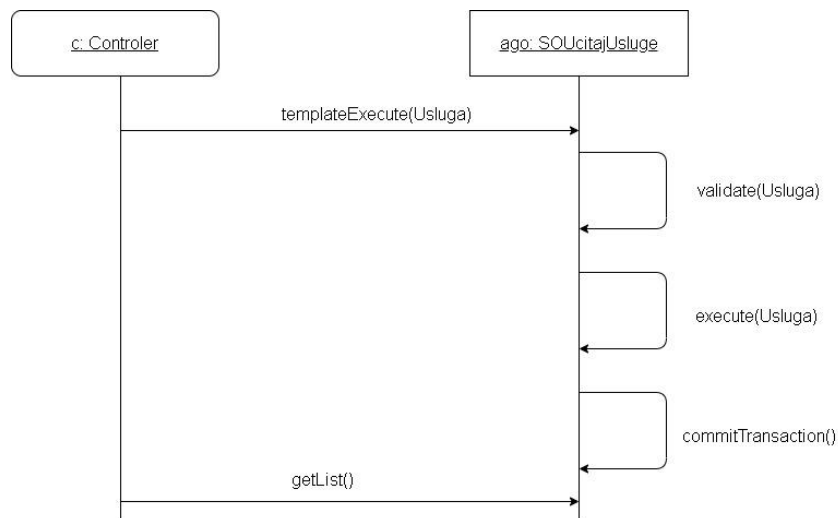 c: Controler
ago: SOUcitajUsluge
templateExecute(Usluga)
validate(Usluga)
execute(Usluga)
commitTransaction()
getList()